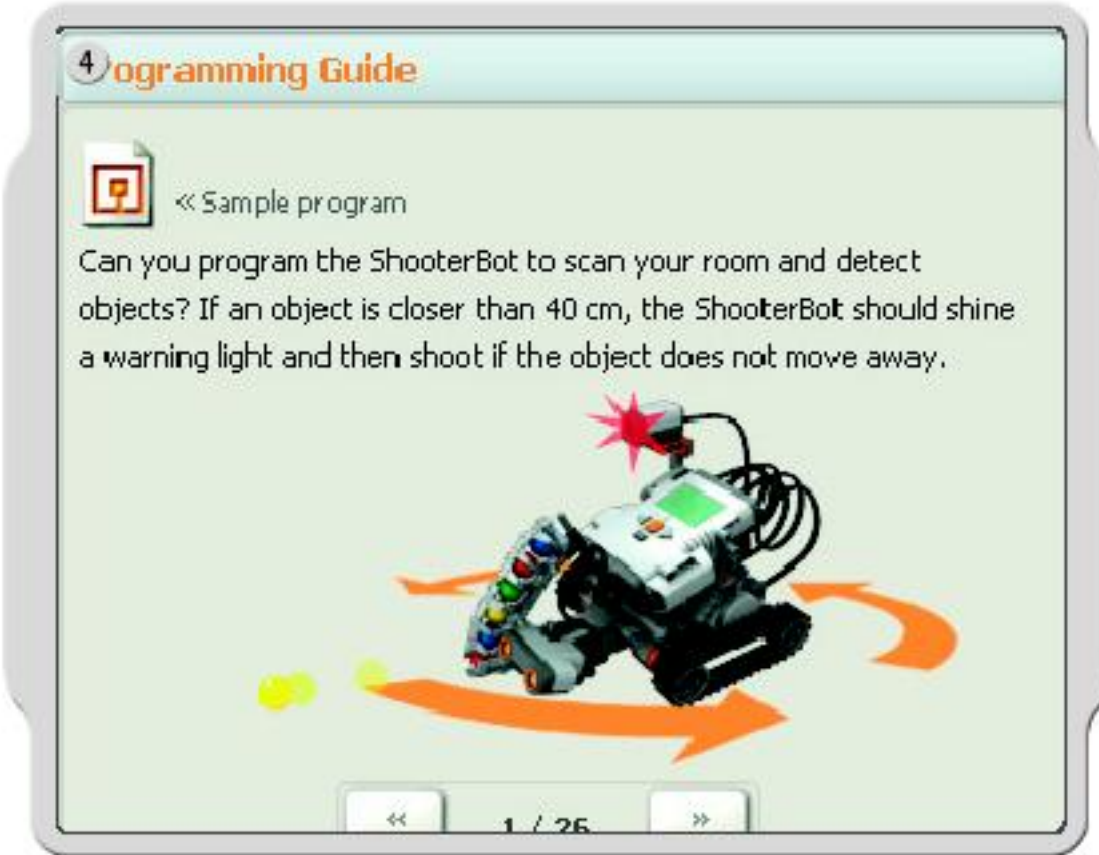 4 ogramming Guide
« Sample program
Can you program the ShooterBot to scan your room and detect
objects? If an object is closer than 40 cm, the ShooterBot should shine
a warning light and then shoot if the object does not move away.
« 1 / 26 »